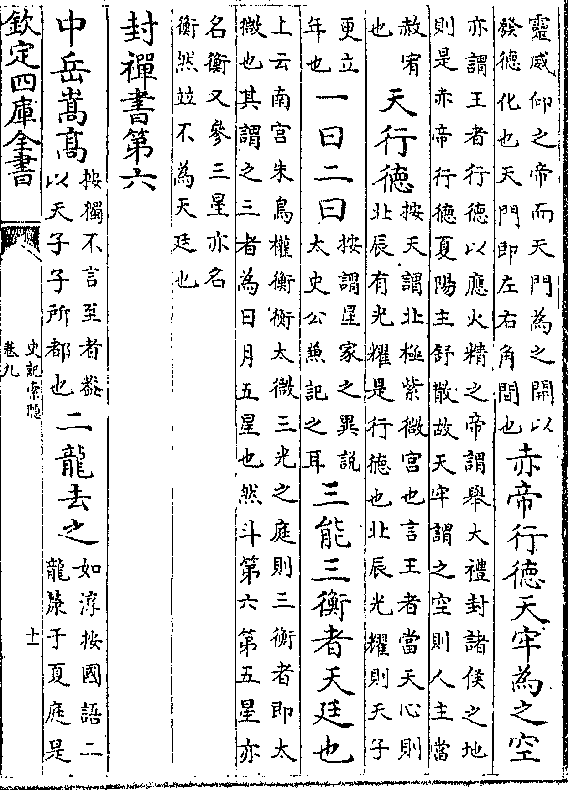 靈威仰之帝而天門為之開以
發德化也天門即左右角間也
赤帝行德天牢為之空
亦謂王者行德以應火精之帝謂舉大禮封諸侯之地
則是赤帝行德夏陽主舒散故天牢謂之空則人主當
赦宥
也
天行德
按天謂北極紫微宮也言王者當天心則
北辰有光耀是行德也北辰光耀則天子
更立
年也
一曰二曰
按謂星家之異說
太史公兼記之耳
三能三衡者天廷也
上云南宮朱鳥權衡衡太微三光之庭則三衡者即太
微也其謂之三者為日月五星也然斗第六第五星亦
名衡又參三星亦名
衡然竝不為天廷也
封禪書第六
中岳嵩高
按獨不言至者蓋
以天子子所都也
二龍去之
如淳按國語二
龍漦于夏庭是
欽定四庫全書
史記索隱
卷九
十一